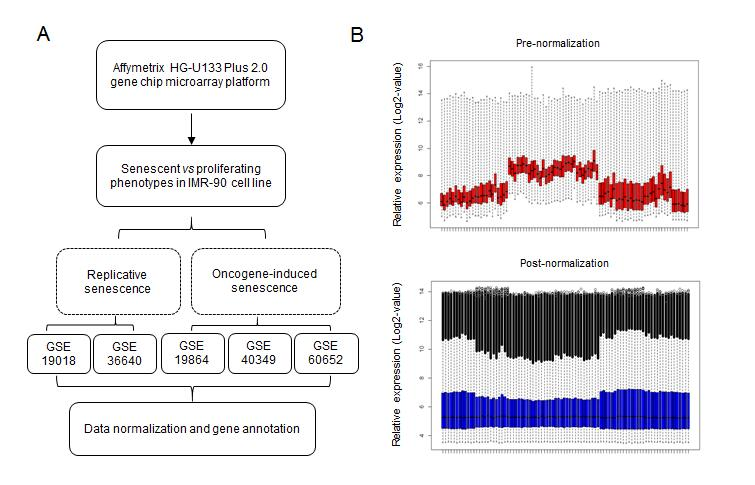 A
Affymetrix HG-U133 Plus 2.0
gene chip microarray platform
Senescent vs proliferating
phenotypes in IMR-90 cell line
Replicative
senescence
Oncogene-induced
senescence
GSE
19018
GSE
36640
GSE
19864
GSE
40349
GSE
60652
Data normalization and gene annotation
B
Pre-normalization
Relative expression (Log2-value)
16
14
12
10
8
6
Post-normalization
Relative expression (Log2-value)
14
12
10
8
6
4